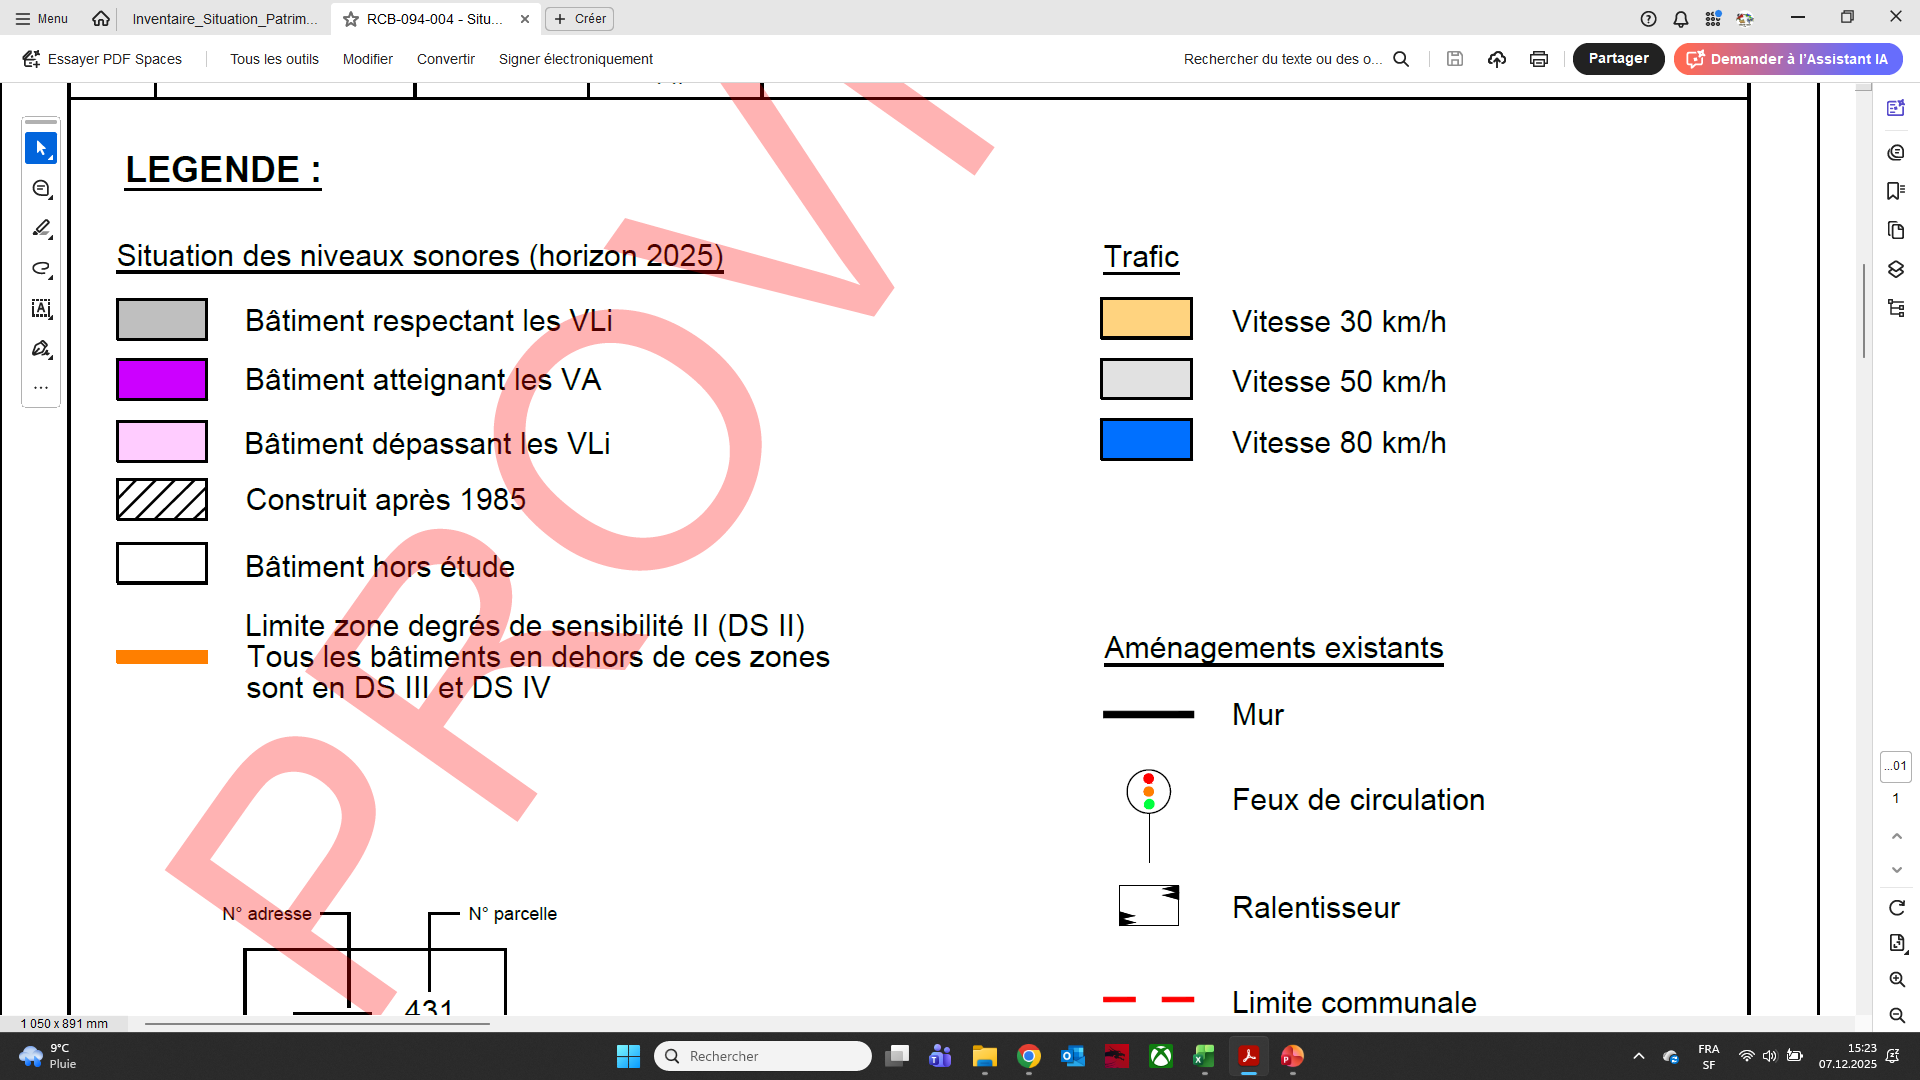 Menu
Inventaire_Situation_Patrim...
RCB-094-004 - Situ...
Créer
Essayer PDF Spaces
Tous les outils
Modifier
Convertir
Signer électroniquement
Rechercher du texte ou des o...
Partager
Demander à l'Assistant IA
LEGENDE :
Situation des niveaux sonores (horizon 2025)
Bâtiment respectant les VLi
Bâtiment atteignant les VA
Bâtiment dépassant les VLi
Construit après 1985
Bâtiment hors étude
Limite zone degrés de sensibilité II (DS II)
Tous les bâtiments en dehors de ces zones
sont en DS III et DS IV
N° adresse
N° parcelle
431
Trafic
Vitesse 30 km/h
Vitesse 50 km/h
Vitesse 80 km/h
Aménagements existants
Mur
Feux de circulation
Ralentisseur
Limite communale
PROV
...01
1
1 050 x 891 mm
9°C
Pluie
Rechercher
FRA
SF
15:23
07.12.2025